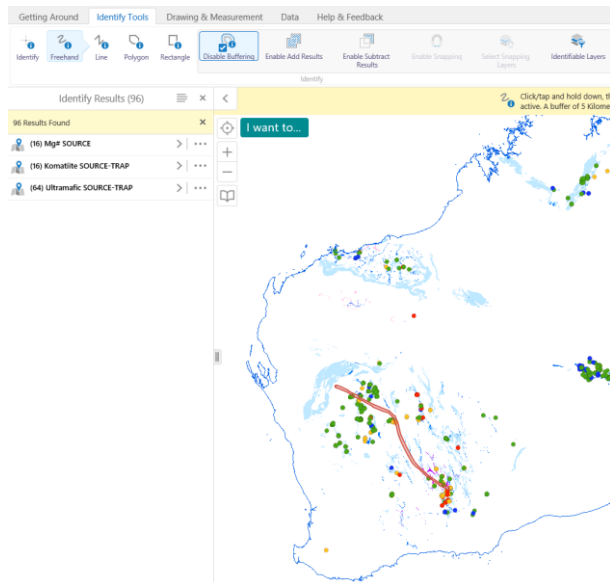 Getting Around Identify Tools Drawing & Measurement Data Help & Feedback
Identify Freehand Line Polygon Rectangle Disable Buffering Enable Add Results Enable Subtract Results Enable Snapping Select Snapping Layers Identifiable Layers
Identify
Identify Results (96)
96 Results Found
(16) Mg# SOURCE
(16) Komatiite SOURCE-TRAP
(64) Ultramafic SOURCE-TRAP
Click/tap and hold down, th
active. A buffer of 5 Kilome
I want to...